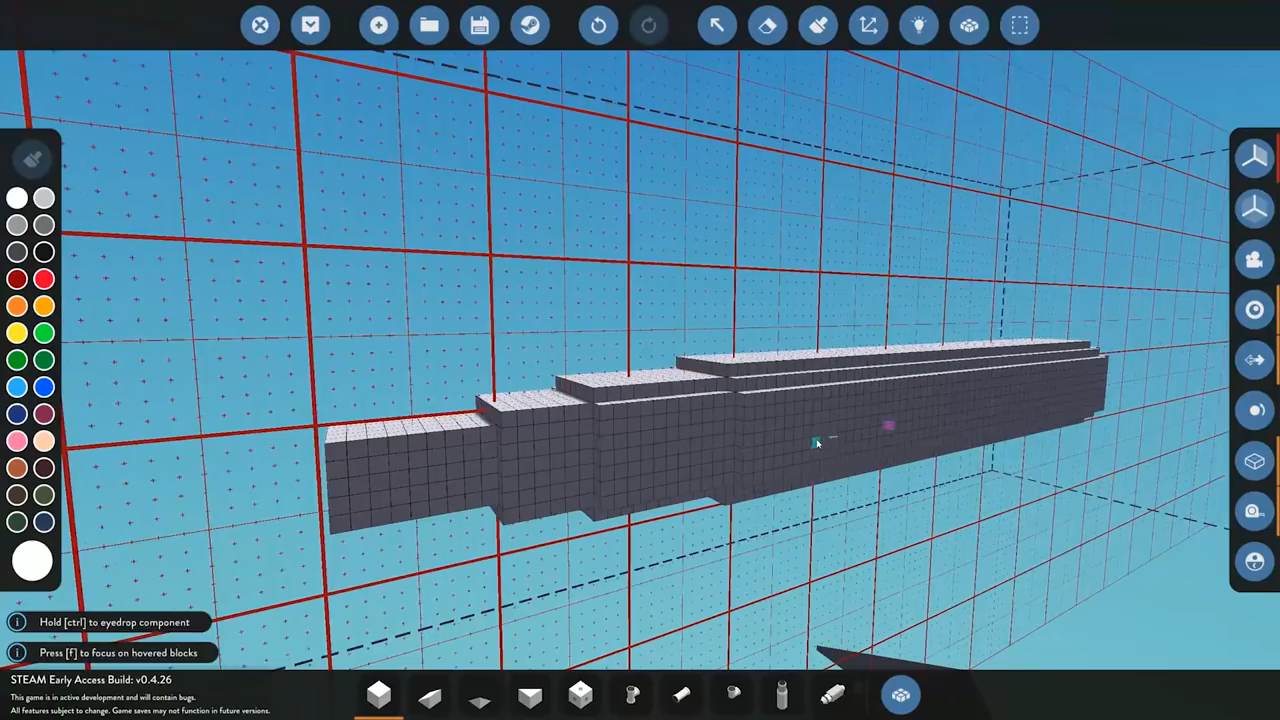 Hold [ctrl] to eyedrop component
Press [f] to focus on hovered blocks
STEAM Early Access Build: v0.4.26
This game is in active development and will contain bugs.
All features subject to change. Game saves may not function in future versions.